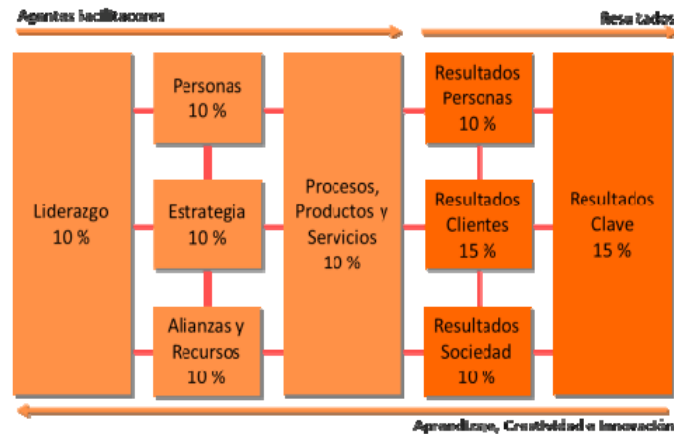 Agentes facilitadores
Resultados
Liderazgo
10 %
Personas
10 %
Estrategia
10 %
Alianzas y
Recursos
10 %
Procesos,
Productos y
Servicios
10 %
Resultados
Personas
10 %
Resultados
Clientes
15 %
Resultados
Sociedad
10 %
Resultados
Clave
15 %
Aprendizaje, Creatividad e Innovación